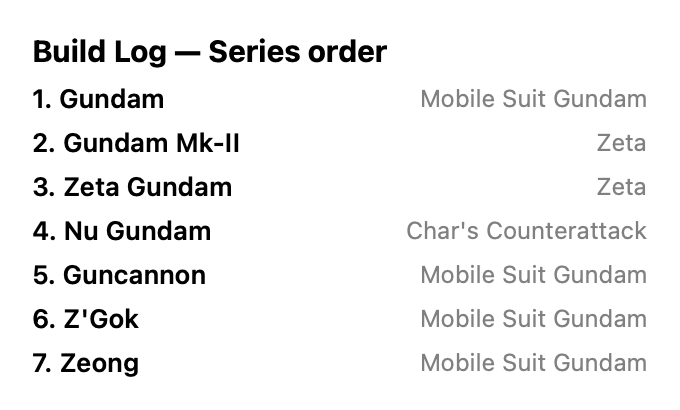 Build Log — Series order
1. Gundam Mobile Suit Gundam
2. Gundam Mk-II Zeta
3. Zeta Gundam Zeta
4. Nu Gundam Char's Counterattack
5. Guncannon Mobile Suit Gundam
6. Z'Gok Mobile Suit Gundam
7. Zeong Mobile Suit Gundam